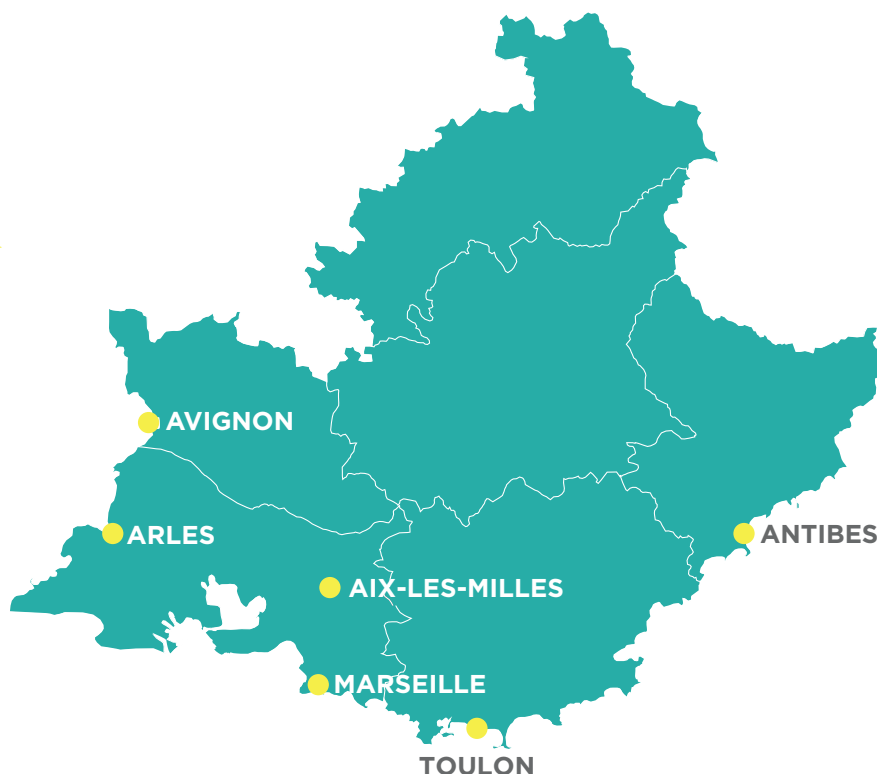 AVIGNON
ARLES
ANTIBES
AIX-LES-MILLES
MARSEILLE
TOULON